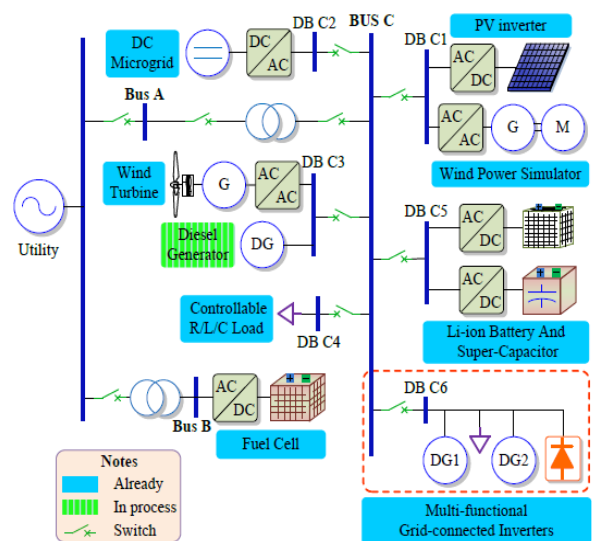 DB C2
BUS C
PV inverter
DC
Microgrid
DC
AC
DB C1
AC
DC
Bus A
AC
AC
G
M
Wind Power Simulator
Wind
Turbine
G
AC
AC
DB C3
Utility
Diesel
Generator
DG
DB C5
AC
DC
AC
DC
Controllable
R/L/C Load
DB C4
Li-ion Battery And
Super-Capacitor
AC
DC
Bus B
Fuel Cell
DB C6
DG1
DG2
Multi-functional
Grid-connected Inverters
Notes
Already
In process
Switch